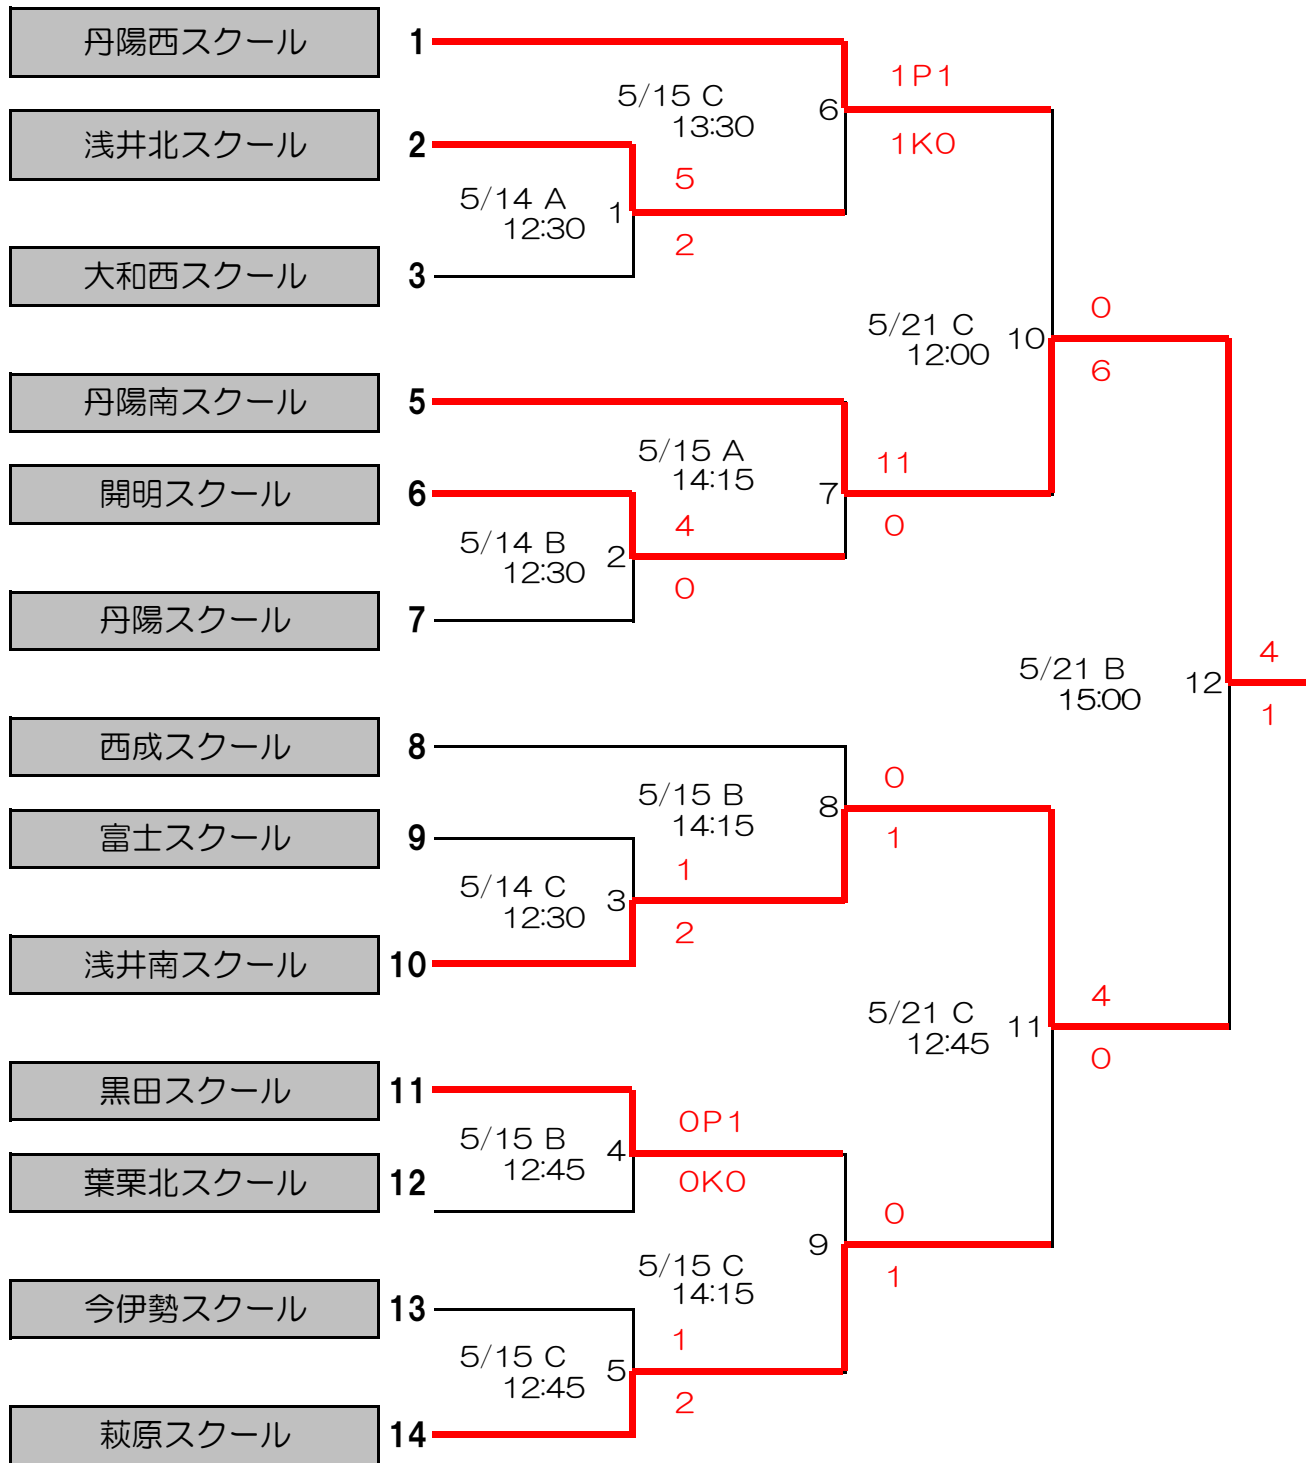 丹陽西スクール 1
1P1
5/15 C
13:30
6
浅井北スクール 2
1K0
5
5/14 A
12:30
1
2
大和西スクール 3
0
5/21 C
12:00
10
6
丹陽南スクール 5
5/15 A
14:15
11
7
開明スクール 6
4
0
5/14 B
12:30
2
0
丹陽スクール 7
4
5/21 B
15:00
12
1
西成スクール 8
0
5/15 B
14:15
8
1
富士スクール 9
1
5/14 C
12:30
3
2
浅井南スクール 10
4
5/21 C
12:45
11
0
黒田スクール 11
0P1
5/15 B
12:45
4
葉栗北スクール 12
0K0
0
9
5/15 C
14:15
1
今伊勢スクール 13
1
5/15 C
12:45
5
2
萩原スクール 14